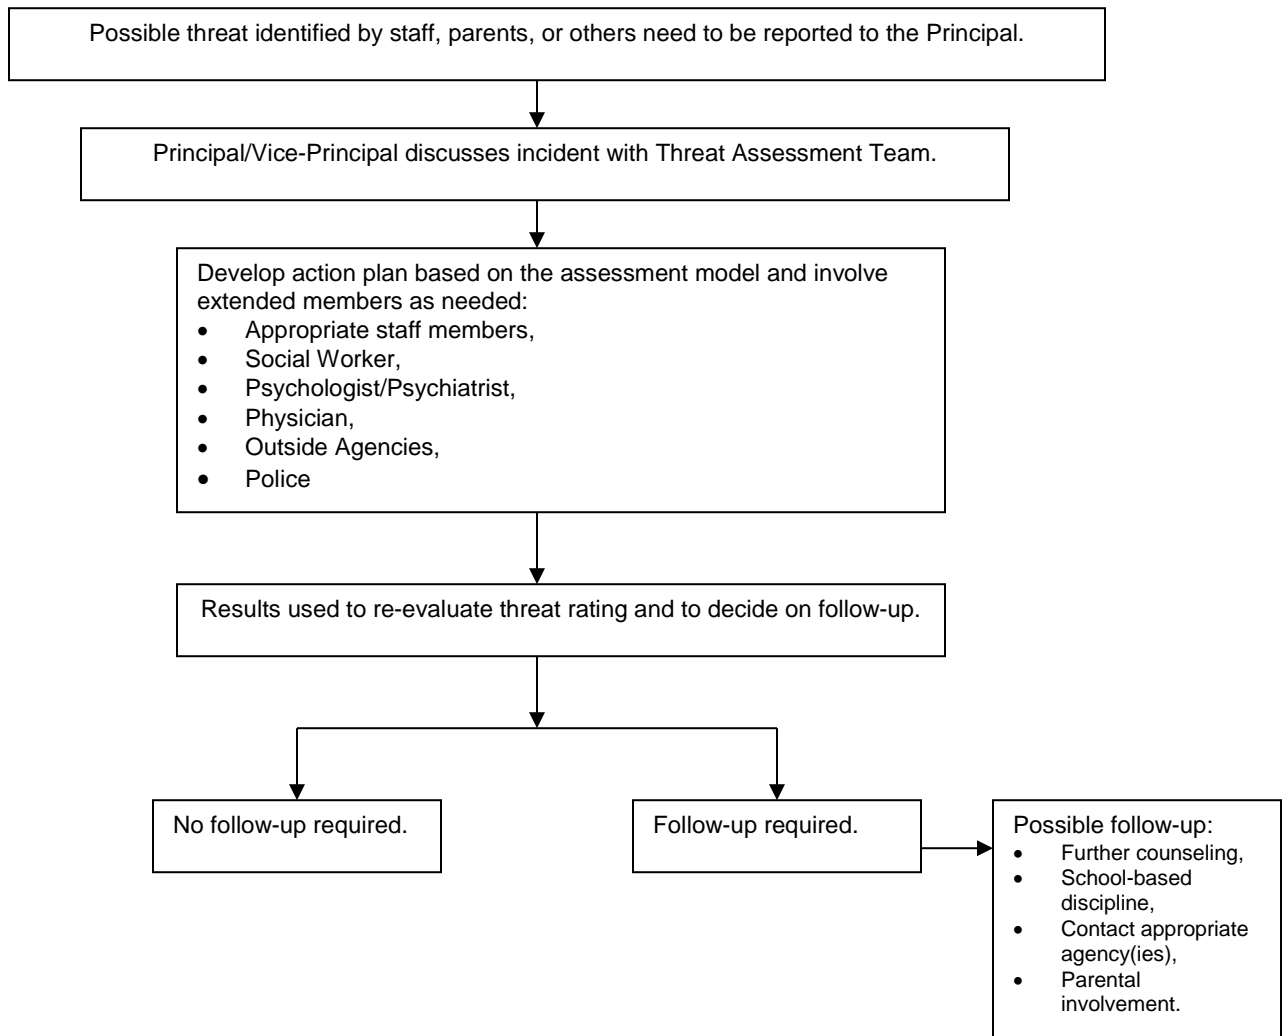 Possible threat identified by staff, parents, or others need to be reported to the Principal.
Principal/Vice-Principal discusses incident with Threat Assessment Team.
Develop action plan based on the assessment model and involve
extended members as needed:
• Appropriate staff members,
• Social Worker,
• Psychologist/Psychiatrist,
• Physician,
• Outside Agencies,
• Police
Results used to re-evaluate threat rating and to decide on follow-up.
No follow-up required.
Follow-up required.
Possible follow-up:
• Further counseling,
• School-based
discipline,
• Contact appropriate
agency(ies),
• Parental
involvement.